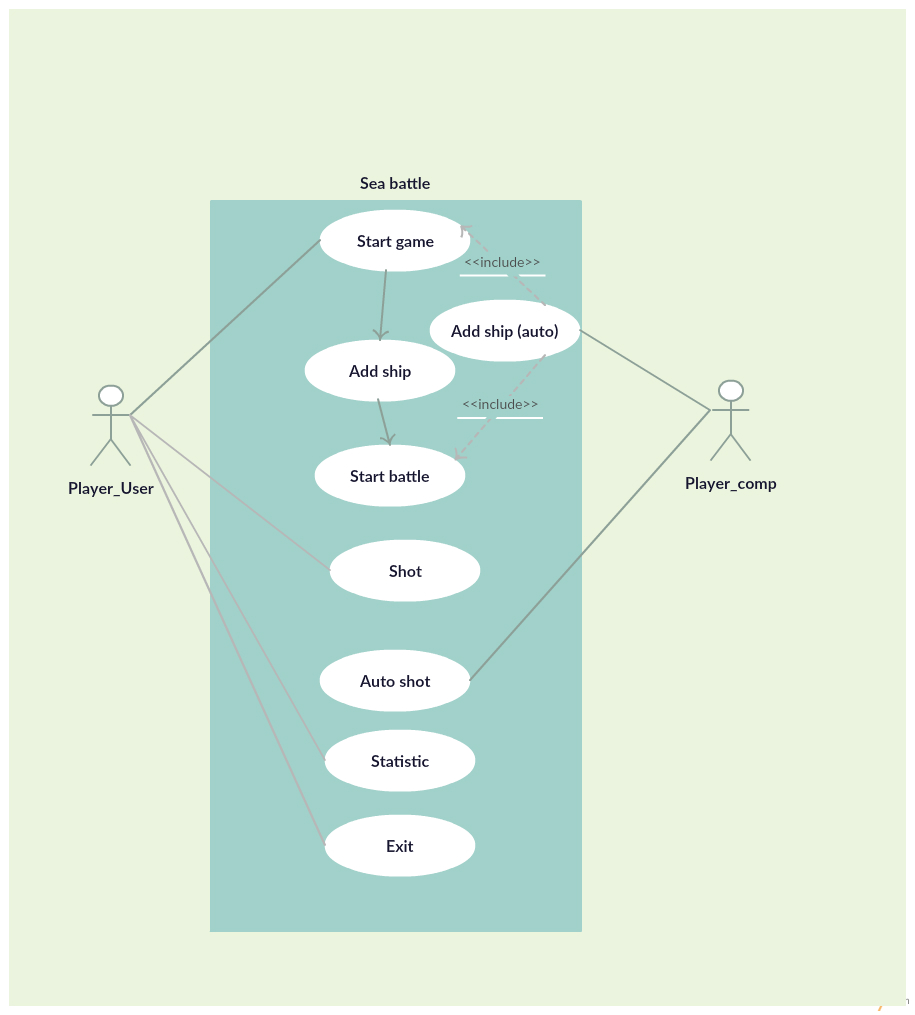 Sea battle
Start game
<<include>>
Add ship (auto)
Add ship
<<include>>
Start battle
Player_User
Player_comp
Shot
Auto shot
Statistic
Exit